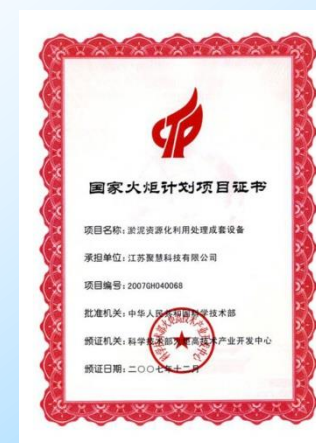 国家火炬计划项目证书
项目名称：淤泥资源化利用处理成套设备
承担单位：江苏聚慧科技有限公司
项目编号：2007GH040068
批准机关：中华人民共和国科学技术部
颁证机关：科学技术部火炬高技术产业开发中心
颁证日期：二〇〇七年十二月